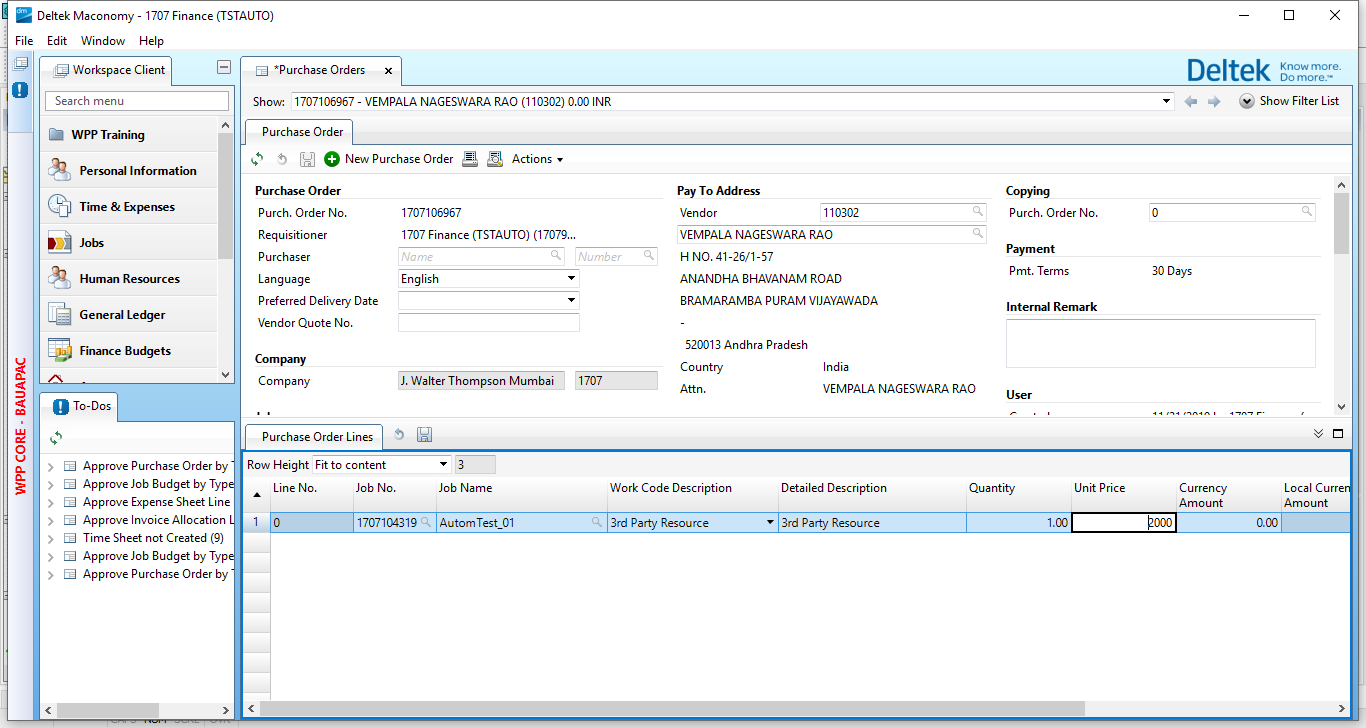 Deltek Maconomy - 1707 Finance (TSTAUTO)
File Edit Window Help
Workspace Client
*Purchase Orders
Deltek Know more. Do more.™
Search menu
Show: 1707106967 - VEMPALA NAGESWARA RAO (110302) 0.00 INR
Show Filter List
WPP Training
Personal Information
Time & Expenses
Jobs
Human Resources
General Ledger
Finance Budgets
WPP CORE - BAUAPAC
To-Dos
Approve Purchase Order by T
Approve Job Budget by Type
Approve Expense Sheet Line
Approve Invoice Allocation L
Time Sheet not Created (9)
Approve Job Budget by Type
Approve Purchase Order by T
Purchase Order
New Purchase Order Actions
Purchase Order
Purch. Order No. 1707106967
Requisitioner 1707 Finance (TSTAUTO) (17079...
Purchaser Name Number
Language English
Preferred Delivery Date
Vendor Quote No.
Company
Company J. Walter Thompson Mumbai 1707
Pay To Address
Vendor 110302
VEMPALA NAGESWARA RAO
H NO. 41-26/1-57
ANANDHA BHAVANAM ROAD
BRAMARAMBA PURAM VIJAYAWADA
-
520013 Andhra Pradesh
Country India
Attn. VEMPALA NAGESWARA RAO
Copying
Purch. Order No. 0
Payment
Pmt. Terms 30 Days
Internal Remark
User
Purchase Order Lines
Row Height Fit to content 3
Line No. Job No. Job Name Work Code Description Detailed Description Quantity Unit Price Currency Amount Local Curren Amount
1 0 1707104319 AutomTest_01 3rd Party Resource 3rd Party Resource 1.00 2000 0.00